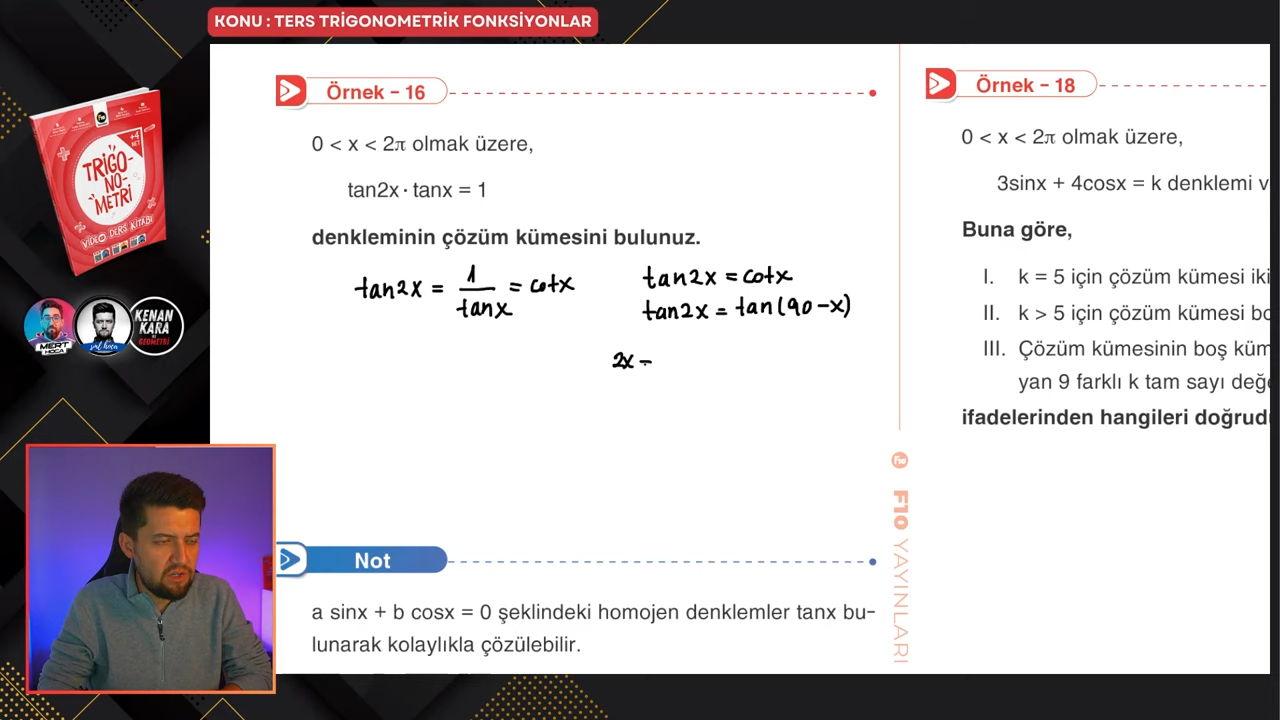 KONU : TERS TRİGONOMETRİK FONKSİYONLAR
Örnek - 16
0 < x < 2π olmak üzere,
tan2x · tanx = 1
denkleminin çözüm kümesini bulunuz.
tan2x = 1/tanx = cotx
tan2x = cotx
tan2x = tan(90-x)
2x -
Not
a sinx + b cosx = 0 şeklindeki homojen denklemler tanx bu-
lunarak kolaylıkla çözülebilir.
Örnek - 18
0 < x < 2π olmak üzere,
3sinx + 4cosx = k denklemi v
Buna göre,
I. k = 5 için çözüm kümesi iki
II. k > 5 için çözüm kümesi bo
III. Çözüm kümesinin boş küm
yan 9 farklı k tam sayı değe
ifadelerinden hangileri doğrudu
F10 YAYINLARI
+4 NET
TRİGO-
NO-
METRİ
VİDEO DERS KİTABI
MERT HOCA
KENAN
KARA
GEOMETRİ